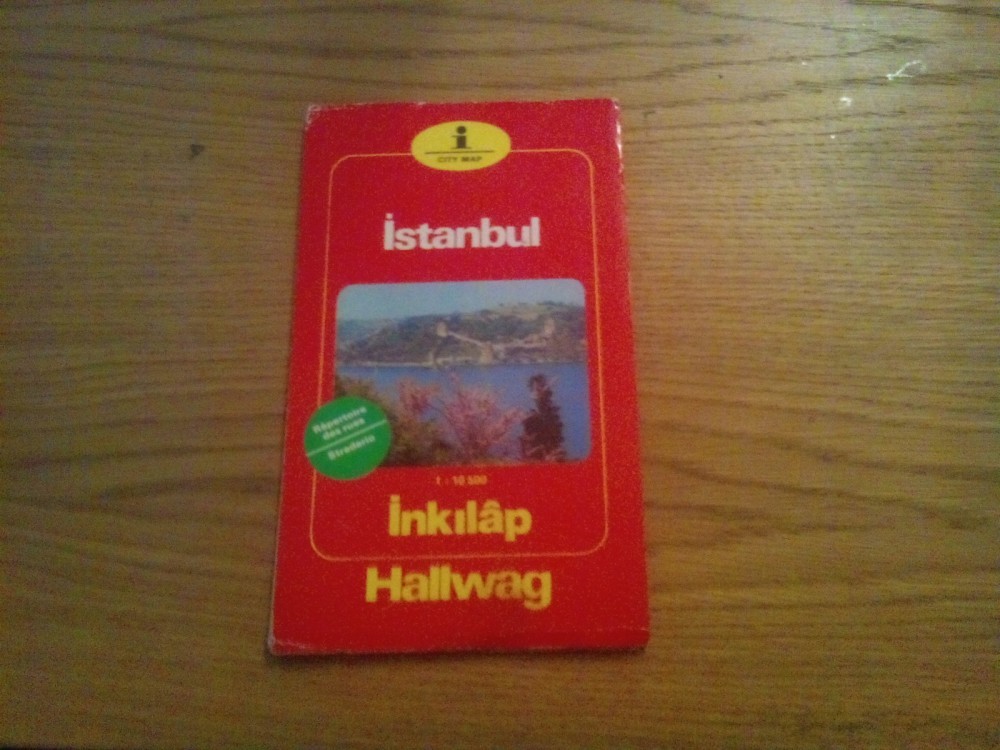 i
CITY MAP
İstanbul
Répertoire
des rues
Stradario
1 : 10 500
İnkılâp
Hallwag